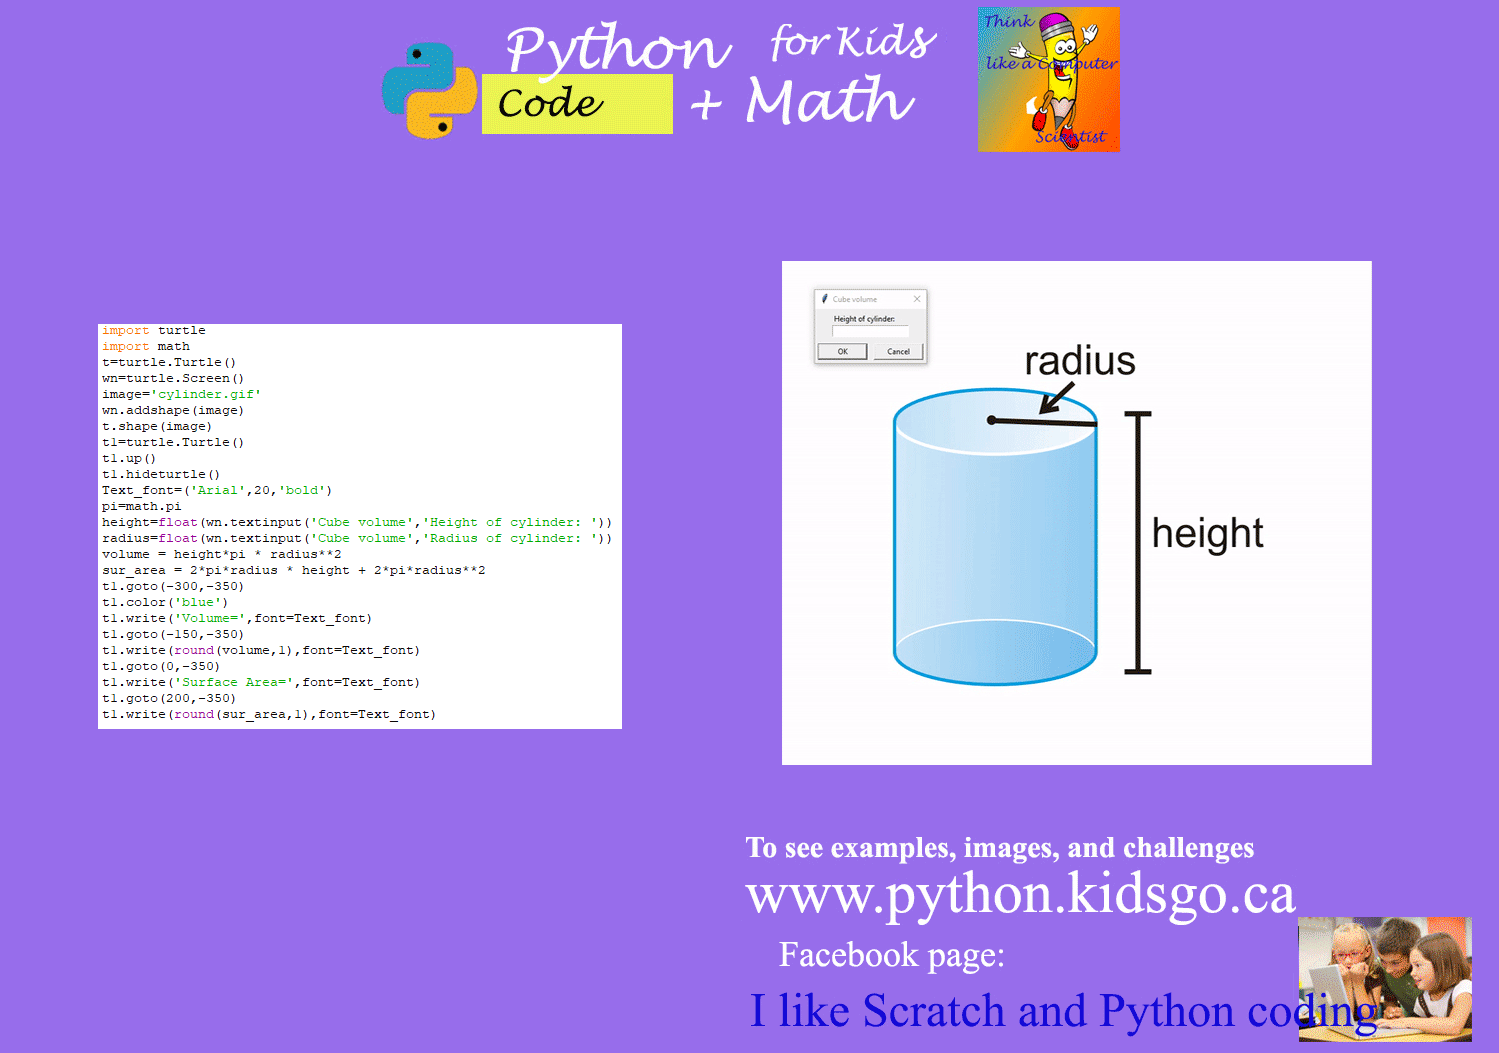 Python for Kids
Code + Math
Think
like a Computer
Scientist
import turtle
import math
t=turtle.Turtle()
wn=turtle.Screen()
image='cylinder.gif'
wn.addshape(image)
t.shape(image)
t1=turtle.Turtle()
t1.up()
t1.hideturtle()
Text_font=('Arial',20,'bold')
pi=math.pi
height=float(wn.textinput('Cube volume','Height of cylinder: '))
radius=float(wn.textinput('Cube volume','Radius of cylinder: '))
volume = height*pi * radius**2
sur_area = 2*pi*radius * height + 2*pi*radius**2
t1.goto(-300,-350)
t1.color('blue')
t1.write('Volume=',font=Text_font)
t1.goto(-150,-350)
t1.write(round(volume,1),font=Text_font)
t1.goto(0,-350)
t1.write('Surface Area=',font=Text_font)
t1.goto(200,-350)
t1.write(round(sur_area,1),font=Text_font)
Cube volume
Height of cylinder:
OK Cancel
radius
height
To see examples, images, and challenges
www.python.kidsgo.ca
Facebook page:
I like Scratch and Python coding